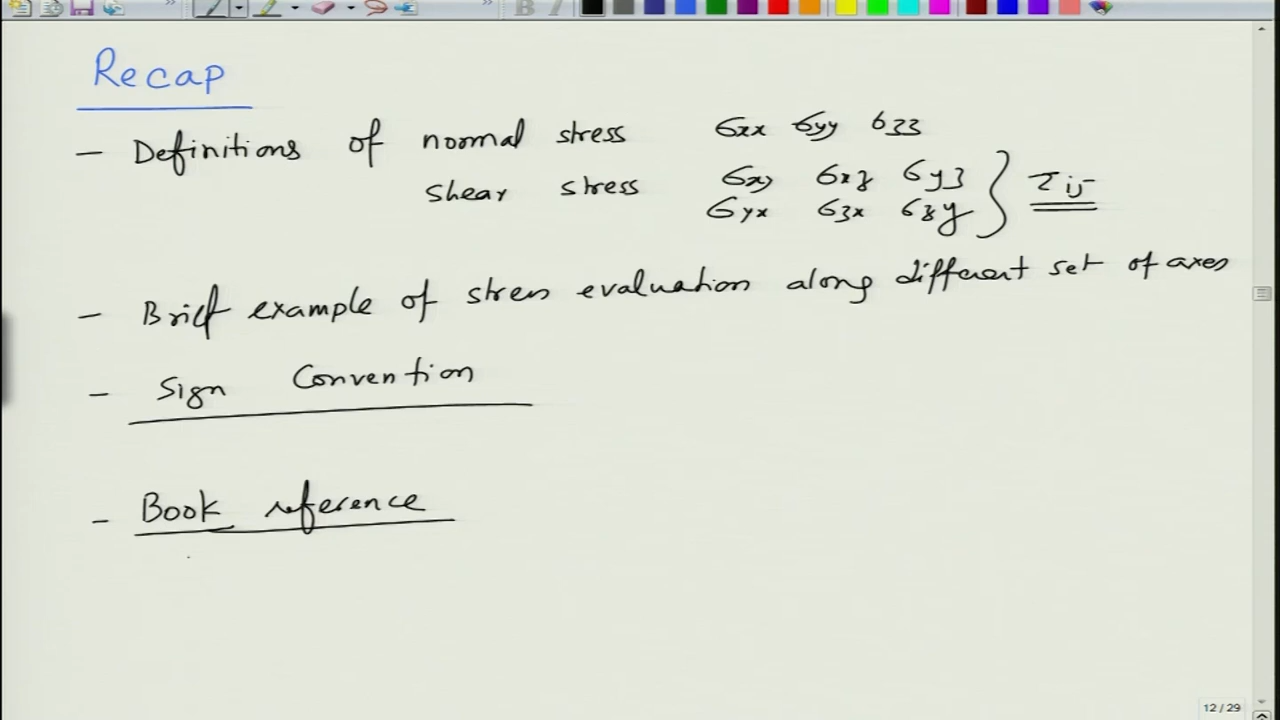 Recap
- Definitions of normal stress σxx σyy σzz
shear stress σxy σxz σyz } τij
σyx σzx σzy
- Brief example of stress evaluation along different set of axes
- Sign Convention
- Book reference
12 / 29